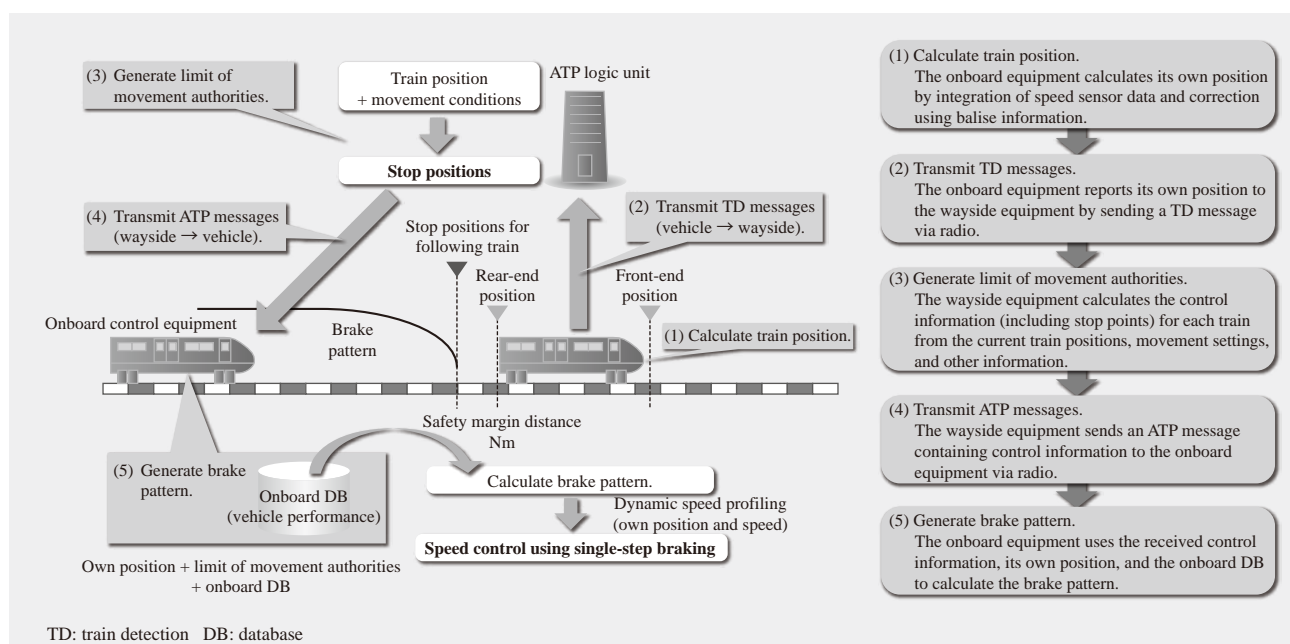 (3) Generate limit of
movement authorities.
Train position
+ movement conditions
ATP logic unit
Stop positions
(4) Transmit ATP messages
(wayside → vehicle).
Stop positions for
following train
(2) Transmit TD messages
(vehicle → wayside).
Rear-end
position
Front-end
position
Onboard control equipment
Brake
pattern
(1) Calculate train position.
Safety margin distance
Nm
(5) Generate brake
pattern.
Onboard DB
(vehicle performance)
Calculate brake pattern.
Dynamic speed profiling
(own position and speed)
Speed control using single-step braking
Own position + limit of movement authorities
+ onboard DB
(1) Calculate train position.
The onboard equipment calculates its own position
by integration of speed sensor data and correction
using balise information.
(2) Transmit TD messages.
The onboard equipment reports its own position to
the wayside equipment by sending a TD message
via radio.
(3) Generate limit of movement authorities.
The wayside equipment calculates the control
information (including stop points) for each train
from the current train positions, movement settings,
and other information.
(4) Transmit ATP messages.
The wayside equipment sends an ATP message
containing control information to the onboard
equipment via radio.
(5) Generate brake pattern.
The onboard equipment uses the received control
information, its own position, and the onboard DB
to calculate the brake pattern.
TD: train detection DB: database